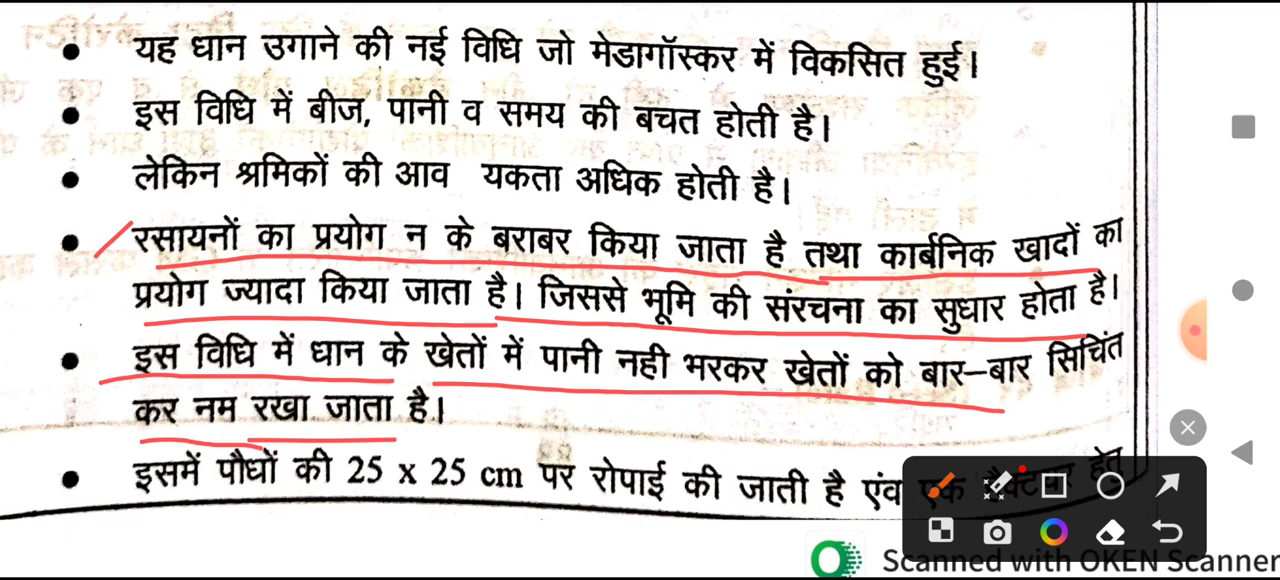 • यह धान उगाने की नई विधि जो मेडागॉस्कर में विकसित हुई।
• इस विधि में बीज, पानी व समय की बचत होती है।
• लेकिन श्रमिकों की आव यकता अधिक होती है।
• रसायनों का प्रयोग न के बराबर किया जाता है तथा कार्बनिक खादों का
प्रयोग ज्यादा किया जाता है। जिससे भूमि की संरचना का सुधार होता है।
• इस विधि में धान के खेतों में पानी नही भरकर खेतों को बार–बार सिचिंत
कर नम रखा जाता है।
• इसमें पौधों की 25 x 25 cm पर रोपाई की जाती है एंव एक हेतु
Scanned with OKEN Scanner